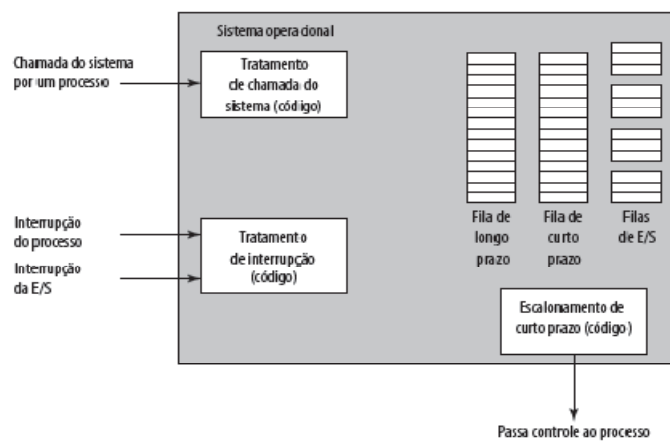 Sistema operacional
Chamada do sistema
por um processo
Tratamento
de chamada do
sistema (código)
Interrupção
do processo
Interrupção
da E/S
Tratamento
de interrupção
(código)
Fila de
longo
prazo
Fila de
curto
prazo
Filas
de E/S
Escalonamento de
curto prazo (código)
Passa controle ao processo